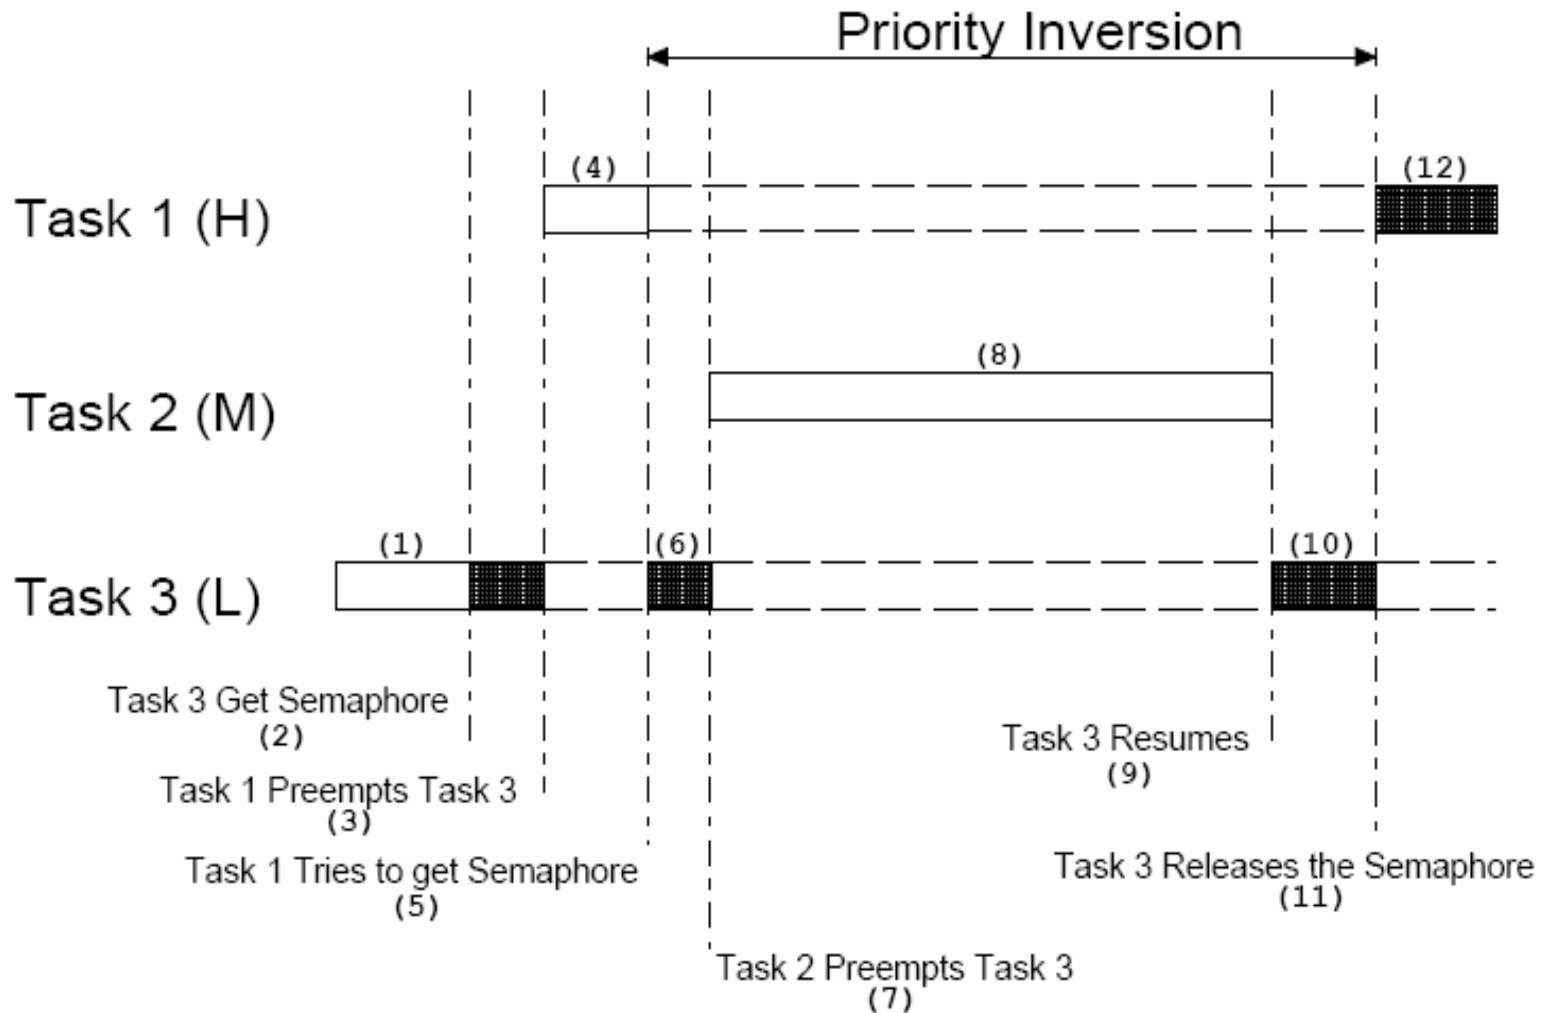 Priority Inversion
(4)
(12)
Task 1 (H)
(8)
Task 2 (M)
(1)
(6)
(10)
Task 3 (L)
Task 3 Get Semaphore
(2)
Task 3 Resumes
(9)
Task 1 Preempts Task 3
(3)
Task 1 Tries to get Semaphore
(5)
Task 3 Releases the Semaphore
(11)
Task 2 Preempts Task 3
(7)